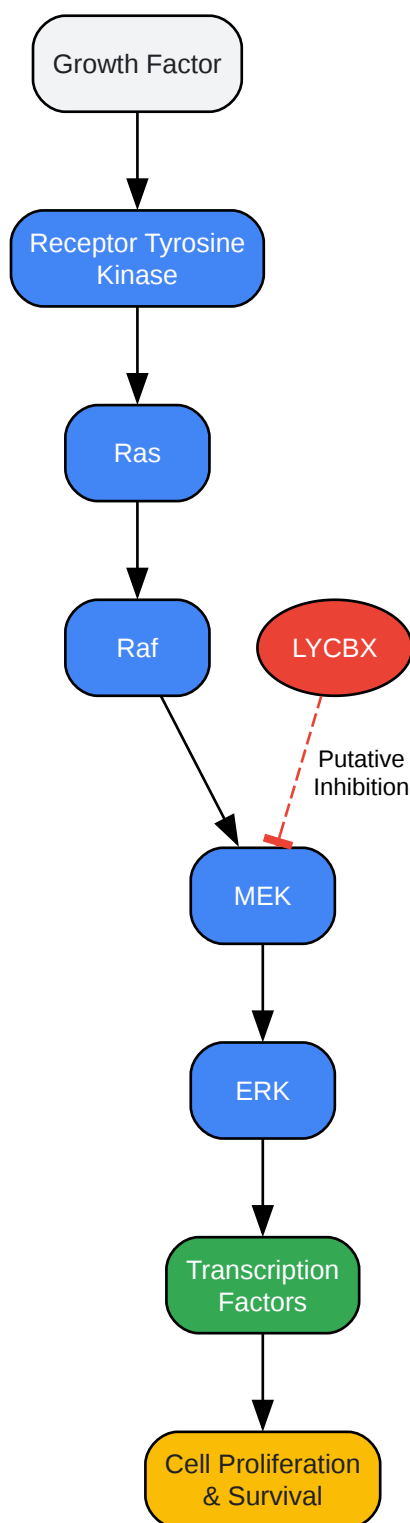 Growth Factor
Receptor Tyrosine
Kinase
Ras
Raf
LYCBX
Putative
Inhibition
MEK
ERK
Transcription
Factors
Cell Proliferation
& Survival